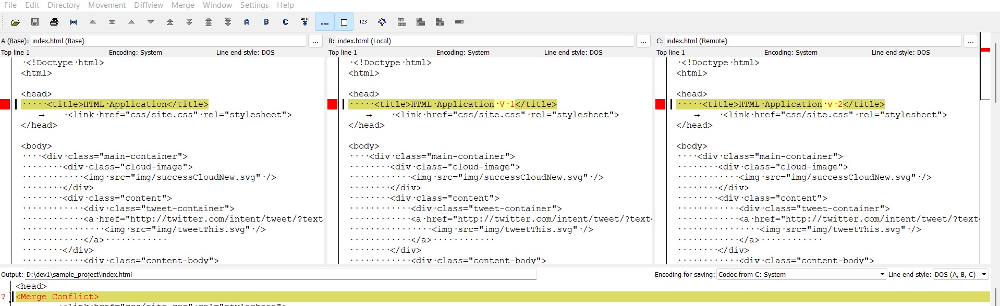 File Edit Directory Movement Diffview Merge Window Settings Help
A B C AUTO 123
A (Base): index.html (Base) ... B: index.html (Local) ... C: index.html (Remote) ...
Top line 1 Encoding: System Line end style: DOS Top line 1 Encoding: System Line end style: DOS Top line 1 Encoding: System Line end style: DOS
·<!Doctype·html>
<html>
<head>
·····<title>HTML·Application</title>
→ ·<link·href="css/site.css"·rel="stylesheet">
</head>
<body>
····<div·class="main-container">
········<div·class="cloud-image">
············<img·src="img/successCloudNew.svg"·/>
········</div>
········<div·class="content">
············<div·class="tweet-container">
············<a·href="http://twitter.com/intent/tweet/?text=
················<img·src="img/tweetThis.svg"·/>
············</a>············
········</div>
············<div·class="content-body">
·<!Doctype·html>
<html>
<head>
·····<title>HTML·Application·V·1</title>
→ ·<link·href="css/site.css"·rel="stylesheet">
</head>
<body>
····<div·class="main-container">
········<div·class="cloud-image">
············<img·src="img/successCloudNew.svg"·/>
········</div>
········<div·class="content">
············<div·class="tweet-container">
············<a·href="http://twitter.com/intent/tweet/?text=
················<img·src="img/tweetThis.svg"·/>
············</a>············
········</div>
············<div·class="content-body">
·<!Doctype·html>
<html>
<head>
·····<title>HTML·Application·v·2</title>
→ ·<link·href="css/site.css"·rel="stylesheet">
</head>
<body>
····<div·class="main-container">
········<div·class="cloud-image">
············<img·src="img/successCloudNew.svg"·/>
········</div>
········<div·class="content">
············<div·class="tweet-container">
············<a·href="http://twitter.com/intent/tweet/?text=
················<img·src="img/tweetThis.svg"·/>
············</a>············
········</div>
············<div·class="content-body">
Output: D:\dev1\sample_project\index.html Encoding for saving: Codec from C: System Line end style: DOS (A, B, C)
<head>
? <Merge Conflict>
<link·href="css/site.css"·rel="stylesheet">